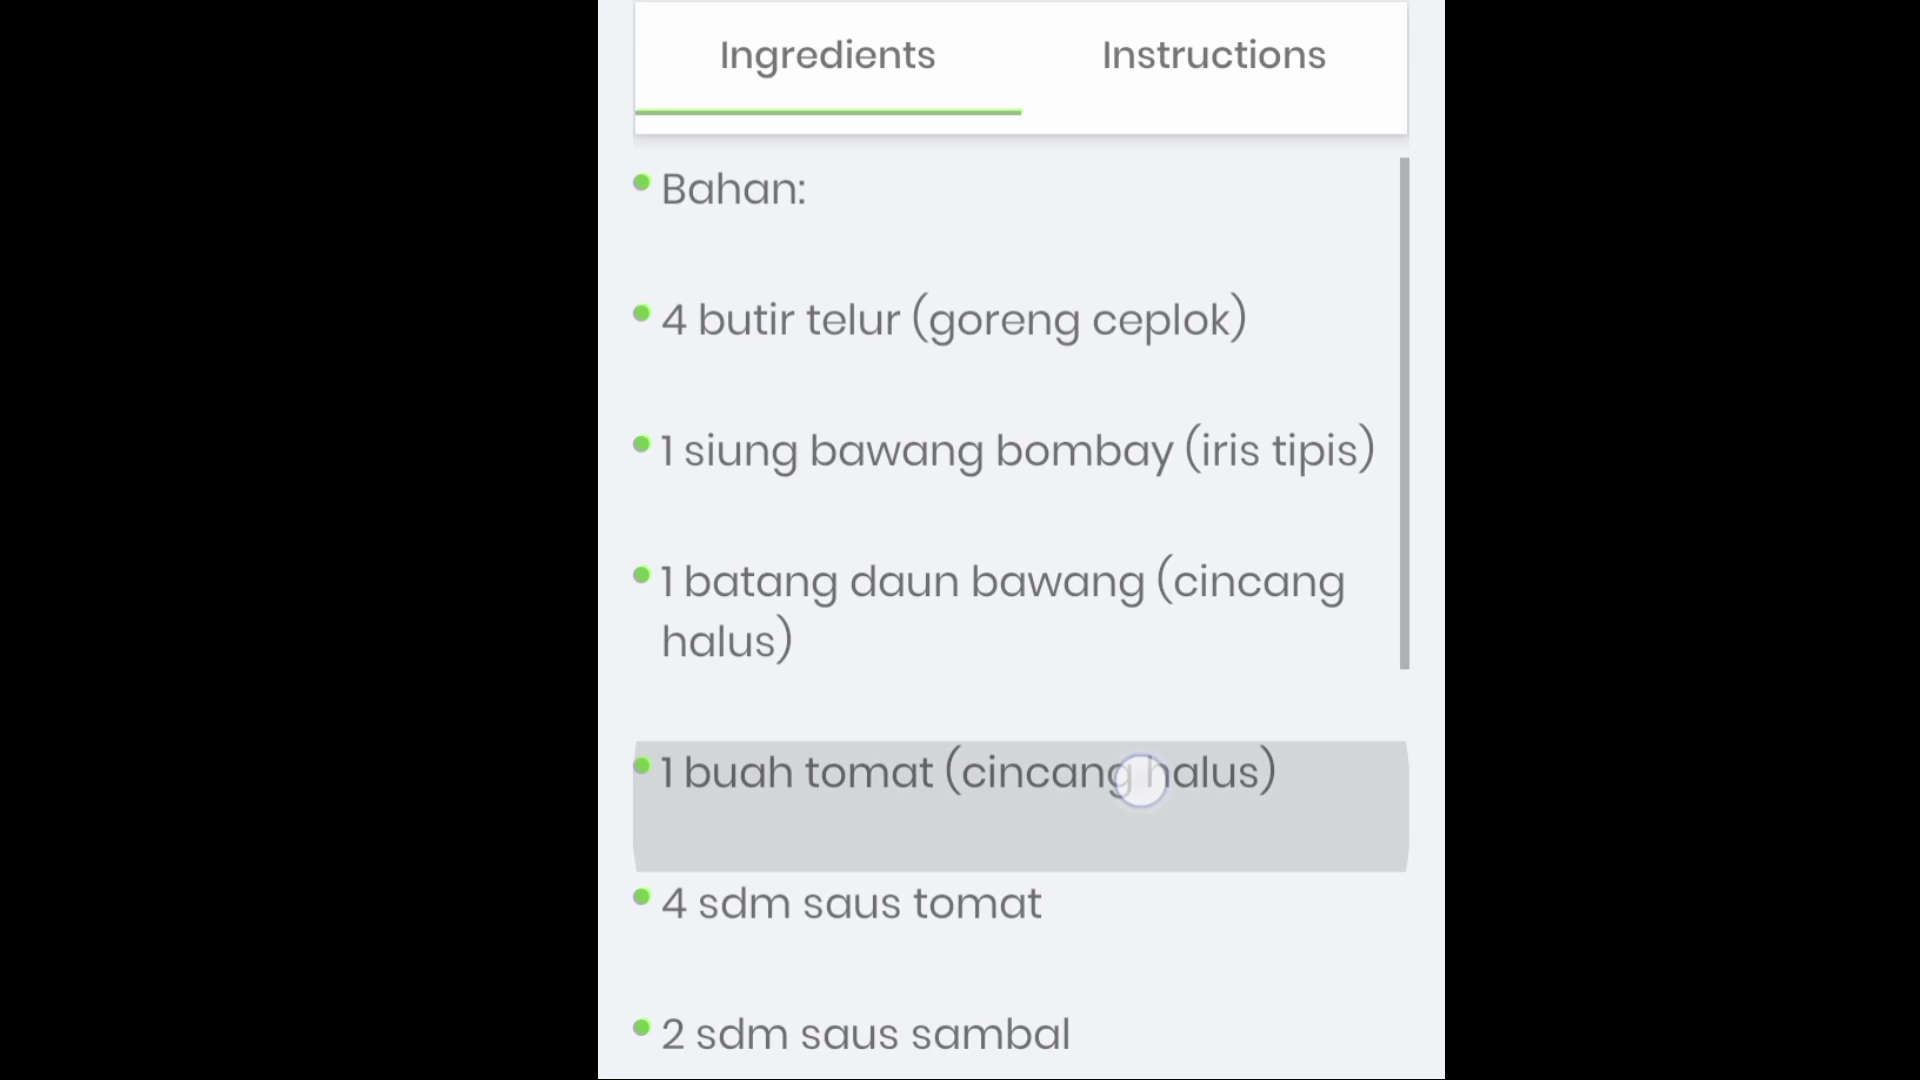 Ingredients
Instructions
Bahan:
4 butir telur (goreng ceplok)
1 siung bawang bombay (iris tipis)
1 batang daun bawang (cincang
halus)
1 buah tomat (cincang halus)
4 sdm saus tomat
2 sdm saus sambal